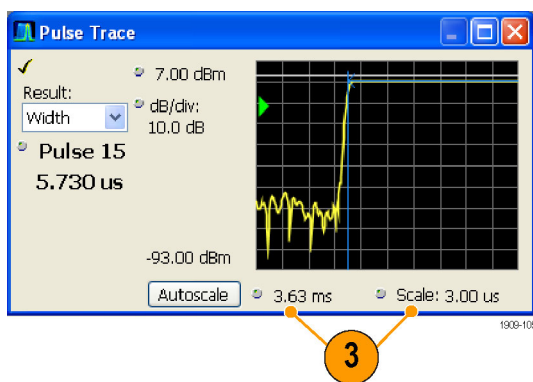 Pulse Trace
Result:
Width
Pulse 15
5.730 us
7.00 dBm
dB/div:
10.0 dB
-93.00 dBm
Autoscale
3.63 ms
Scale: 3.00 us
3